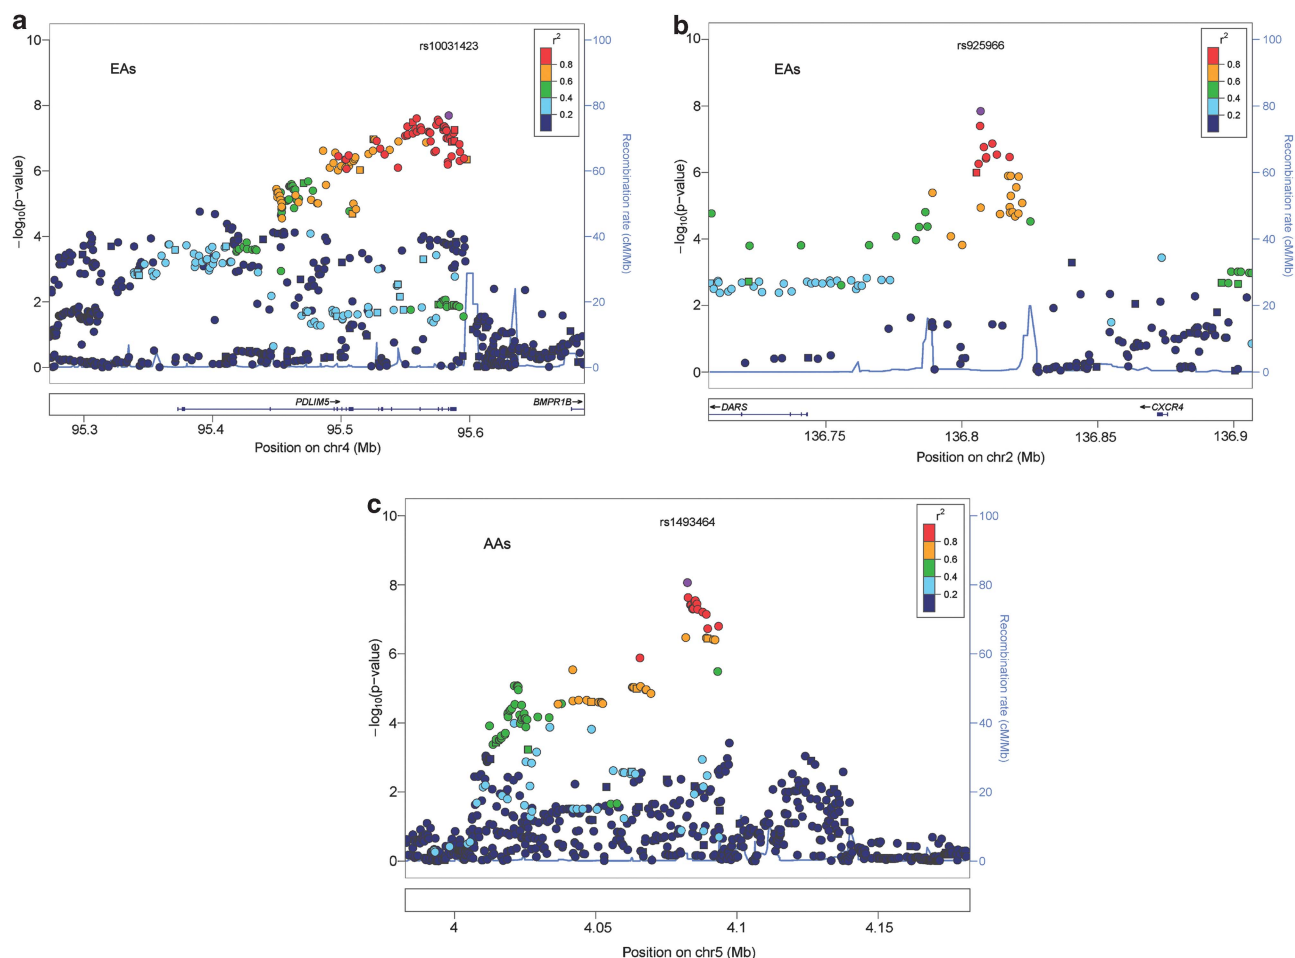 a
rs10031423
EAs
r²
0.8
0.6
0.4
0.2
10
8
6
4
2
0
−log₁₀(p−value)
100
80
60
40
20
0
Recombination rate (cM/Mb)
PDLIM5→
BMPR1B→
95.3 95.4 95.5 95.6
Position on chr4 (Mb)
b
rs925966
EAs
r²
0.8
0.6
0.4
0.2
10
8
6
4
2
0
−log₁₀(p−value)
100
80
60
40
20
0
Recombination rate (cM/Mb)
←DARS
←CXCR4
136.75 136.8 136.85 136.9
Position on chr2 (Mb)
c
rs1493464
AAs
r²
0.8
0.6
0.4
0.2
10
8
6
4
2
0
−log₁₀(p−value)
100
80
60
40
20
0
Recombination rate (cM/Mb)
4 4.05 4.1 4.15
Position on chr5 (Mb)